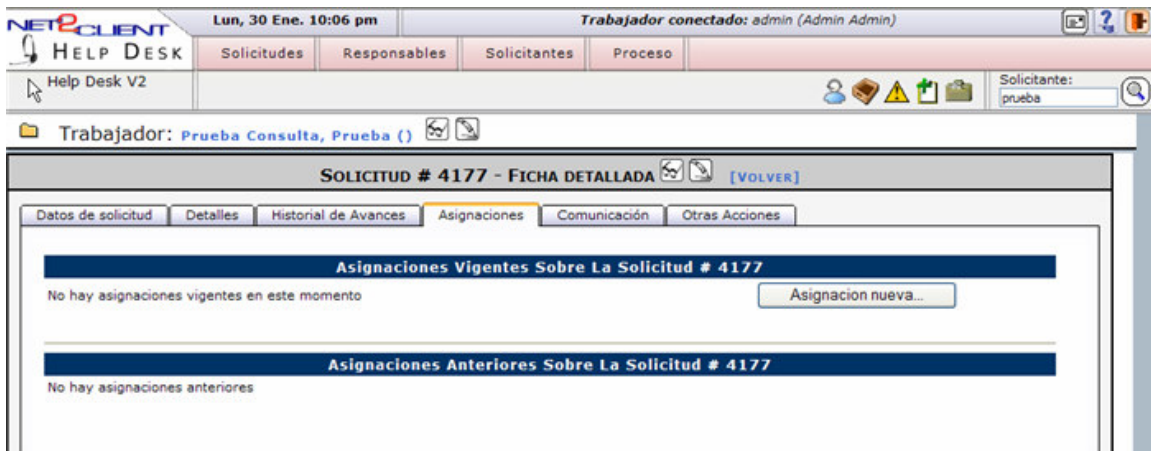 NET2CLIENT
HELP DESK
Lun, 30 Ene. 10:06 pm
Trabajador conectado: admin (Admin Admin)
Solicitudes Responsables Solicitantes Proceso
Help Desk V2
Solicitante:
prueba
Trabajador: Prueba Consulta, Prueba ()
SOLICITUD # 4177 - FICHA DETALLADA [VOLVER]
Datos de solicitud Detalles Historial de Avances Asignaciones Comunicación Otras Acciones
Asignaciones Vigentes Sobre La Solicitud # 4177
No hay asignaciones vigentes en este momento Asignacion nueva...
Asignaciones Anteriores Sobre La Solicitud # 4177
No hay asignaciones anteriores